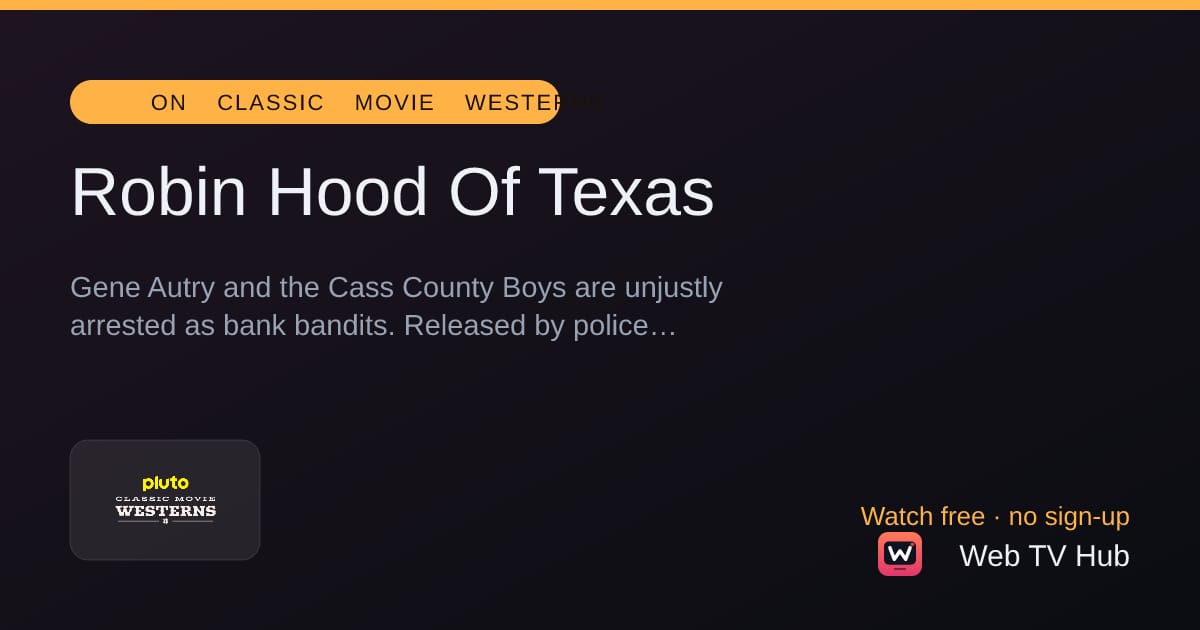 ON CLASSIC MOVIE WESTERNS
Robin Hood Of Texas
Gene Autry and the Cass County Boys are unjustly
arrested as bank bandits. Released by police…
pluto
CLASSIC MOVIE
WESTERNS
Watch free · no sign-up
W
Web TV Hub